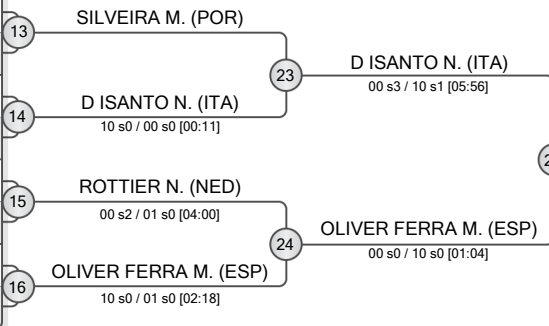 SILVEIRA M. (POR)
13
23
D ISANTO N. (ITA)
00 s3 / 10 s1 [05:56]
D ISANTO N. (ITA)
14
10 s0 / 00 s0 [00:11]
ROTTIER N. (NED)
15
00 s2 / 01 s0 [04:00]
24
OLIVER FERRA M. (ESP)
00 s0 / 10 s0 [01:04]
OLIVER FERRA M. (ESP)
16
10 s0 / 01 s0 [02:18]